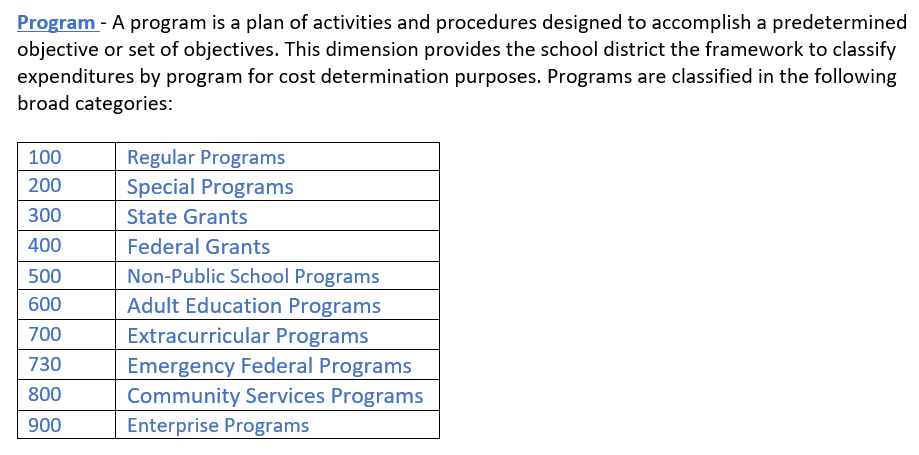 Program - A program is a plan of activities and procedures designed to accomplish a predetermined
objective or set of objectives. This dimension provides the school district the framework to classify
expenditures by program for cost determination purposes. Programs are classified in the following
broad categories:
100 Regular Programs
200 Special Programs
300 State Grants
400 Federal Grants
500 Non-Public School Programs
600 Adult Education Programs
700 Extracurricular Programs
730 Emergency Federal Programs
800 Community Services Programs
900 Enterprise Programs